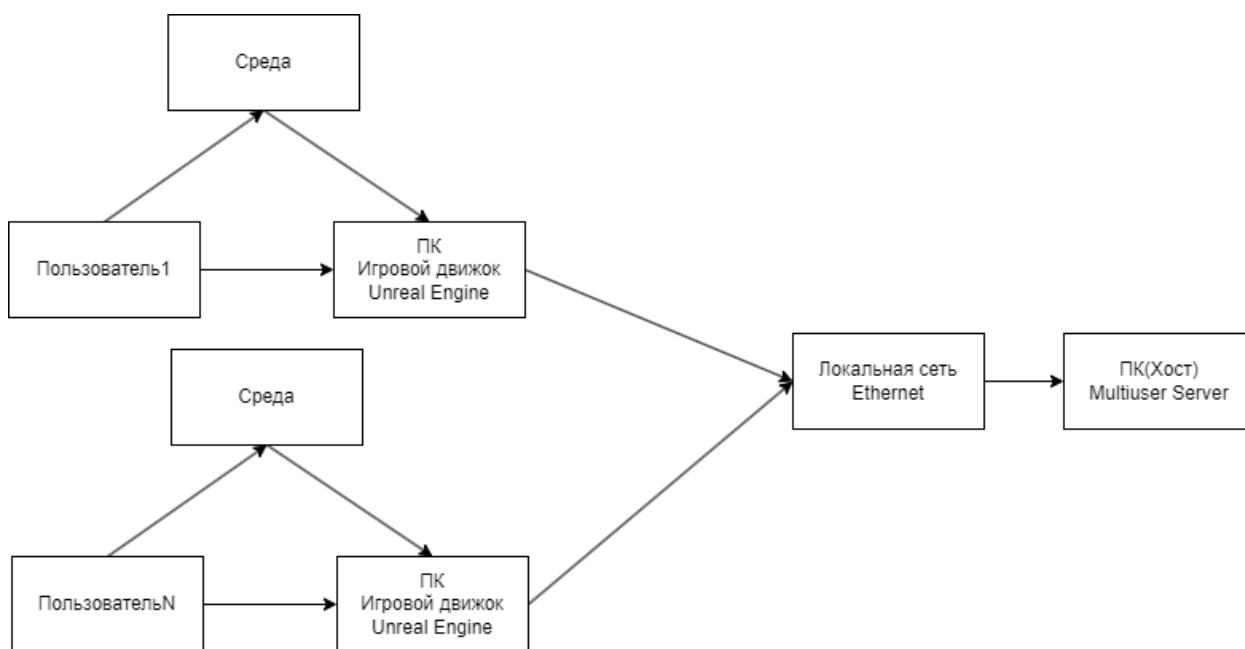 Среда
Пользователь1
ПК
Игровой движок
Unreal Engine
Локальная сеть
Ethernet
ПК(Хост)
Multiuser Server
Среда
ПользовательN
ПК
Игровой движок
Unreal Engine